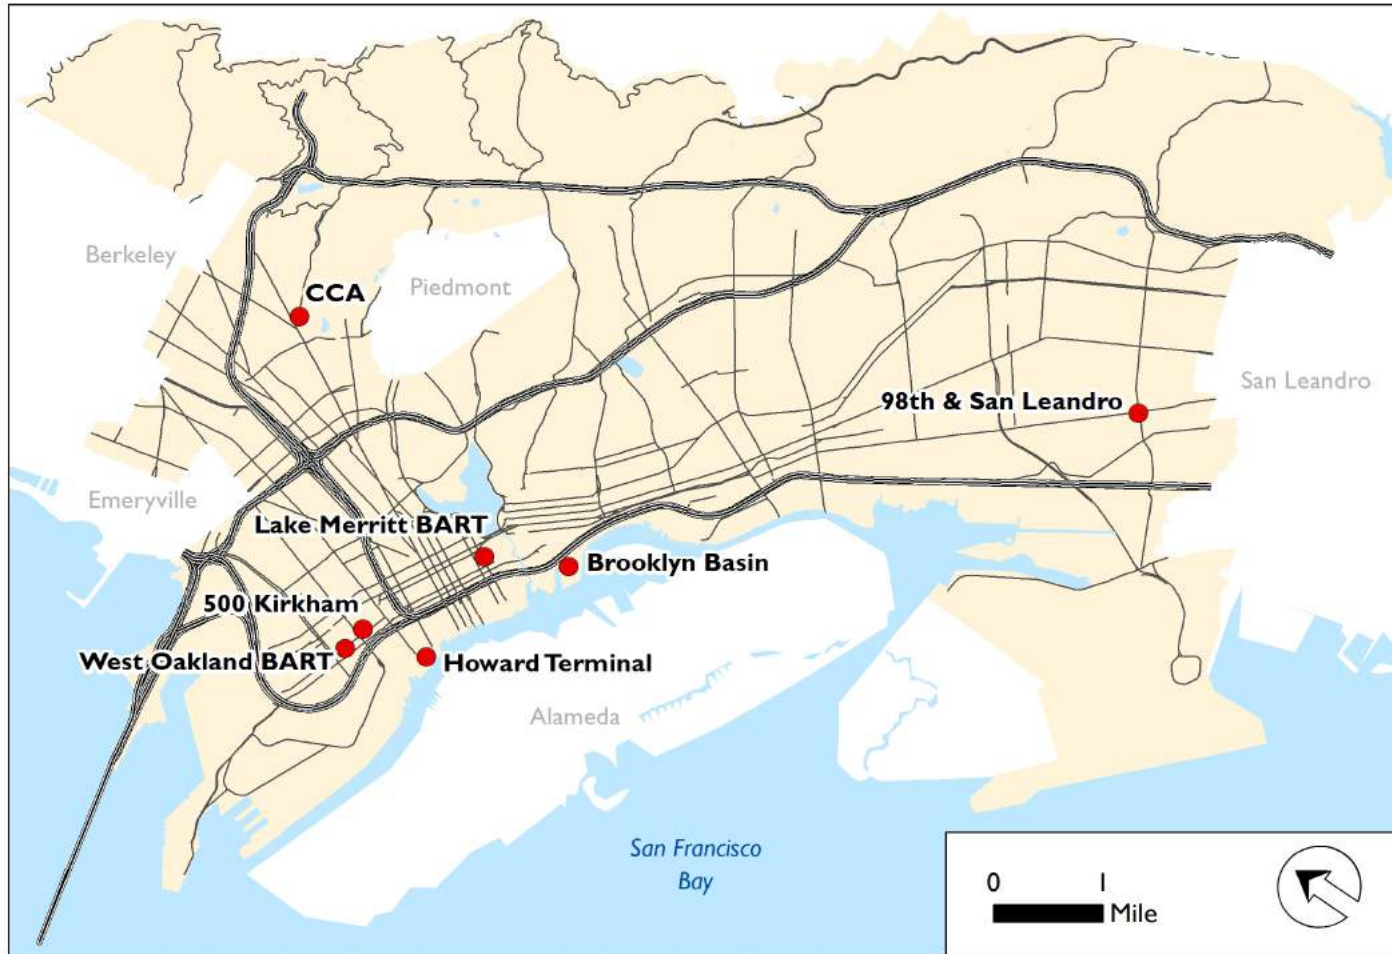 Berkeley
CCA
Piedmont
98th & San Leandro
San Leandro
Emeryville
Lake Merritt BART
Brooklyn Basin
500 Kirkham
West Oakland BART
Howard Terminal
Alameda
San Francisco
Bay
0 1
Mile